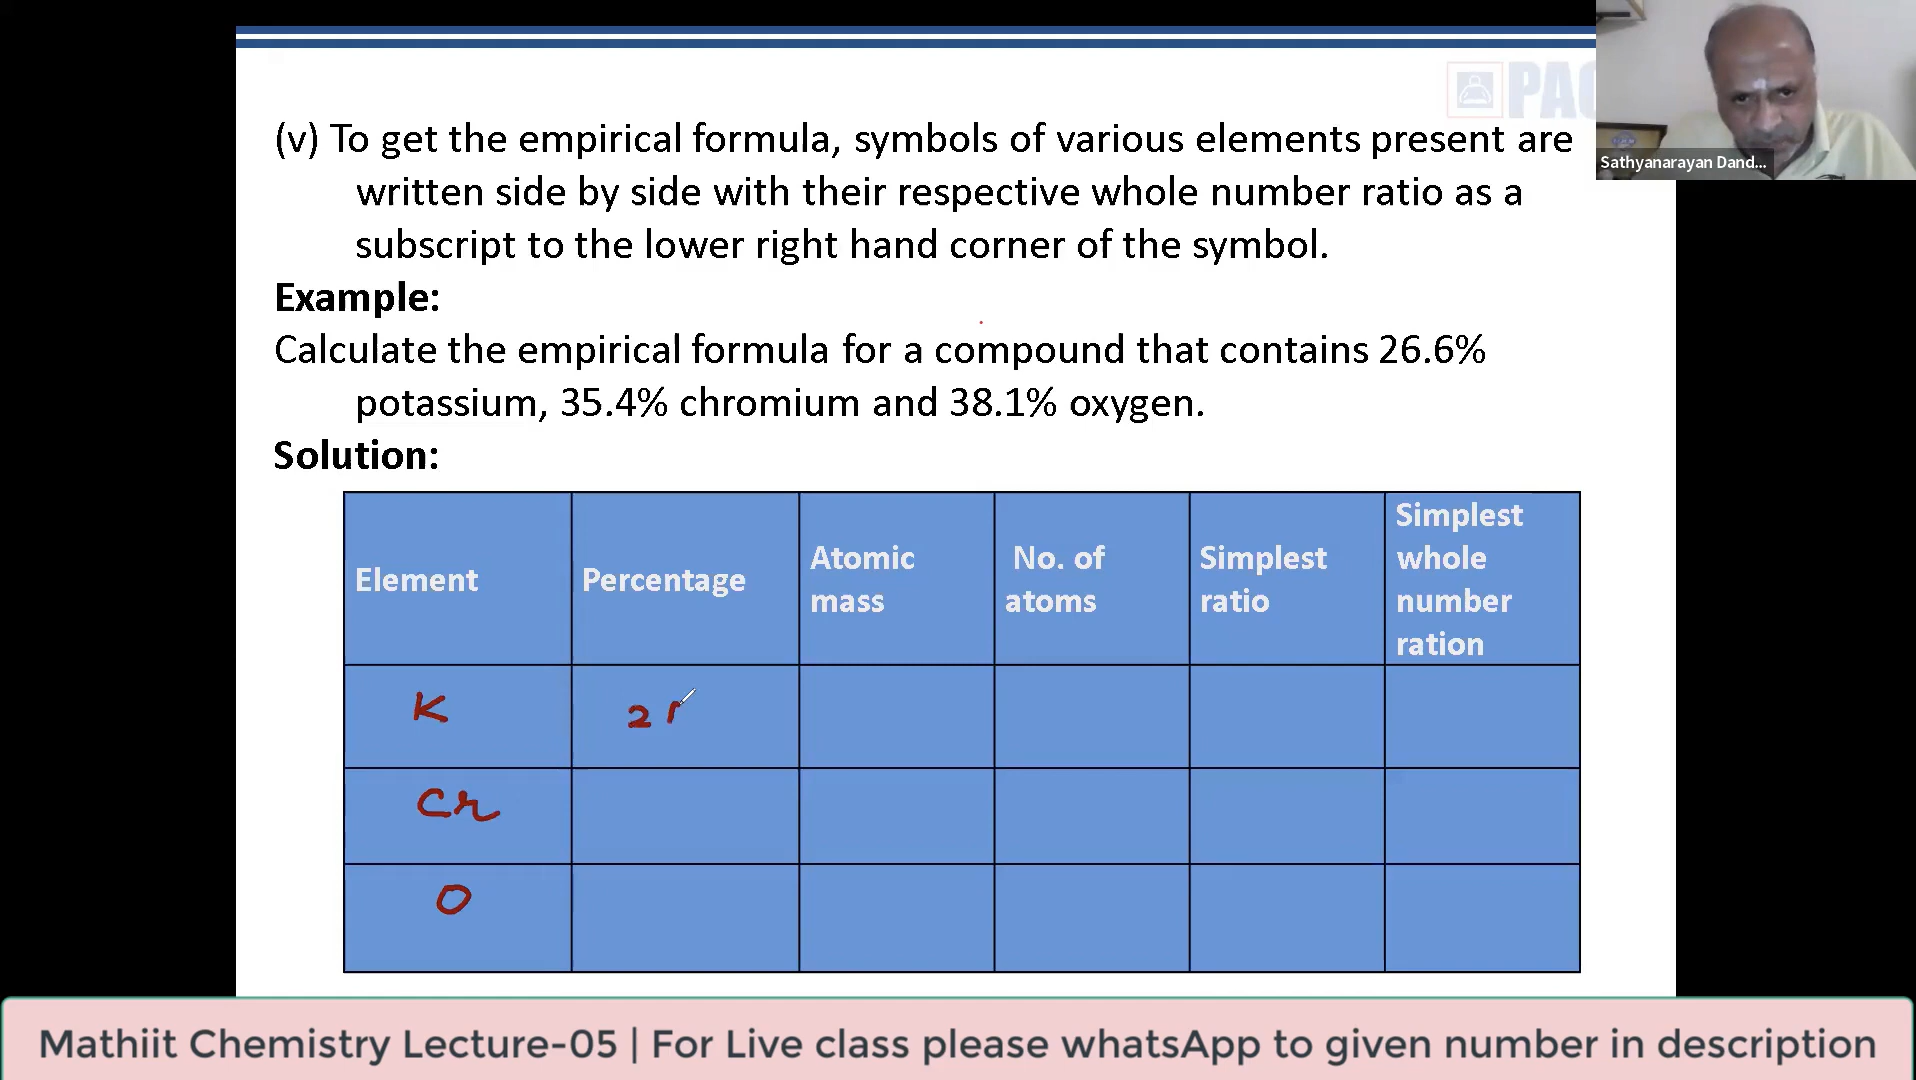 PAC
Sathyanarayan Dand...
(v) To get the empirical formula, symbols of various elements present are
written side by side with their respective whole number ratio as a
subscript to the lower right hand corner of the symbol.
Example:
Calculate the empirical formula for a compound that contains 26.6%
potassium, 35.4% chromium and 38.1% oxygen.
Solution:
Element Percentage Atomic mass No. of atoms Simplest ratio Simplest whole number ration
K 2
Cr
O
Mathiit Chemistry Lecture-05 | For Live class please whatsApp to given number in description